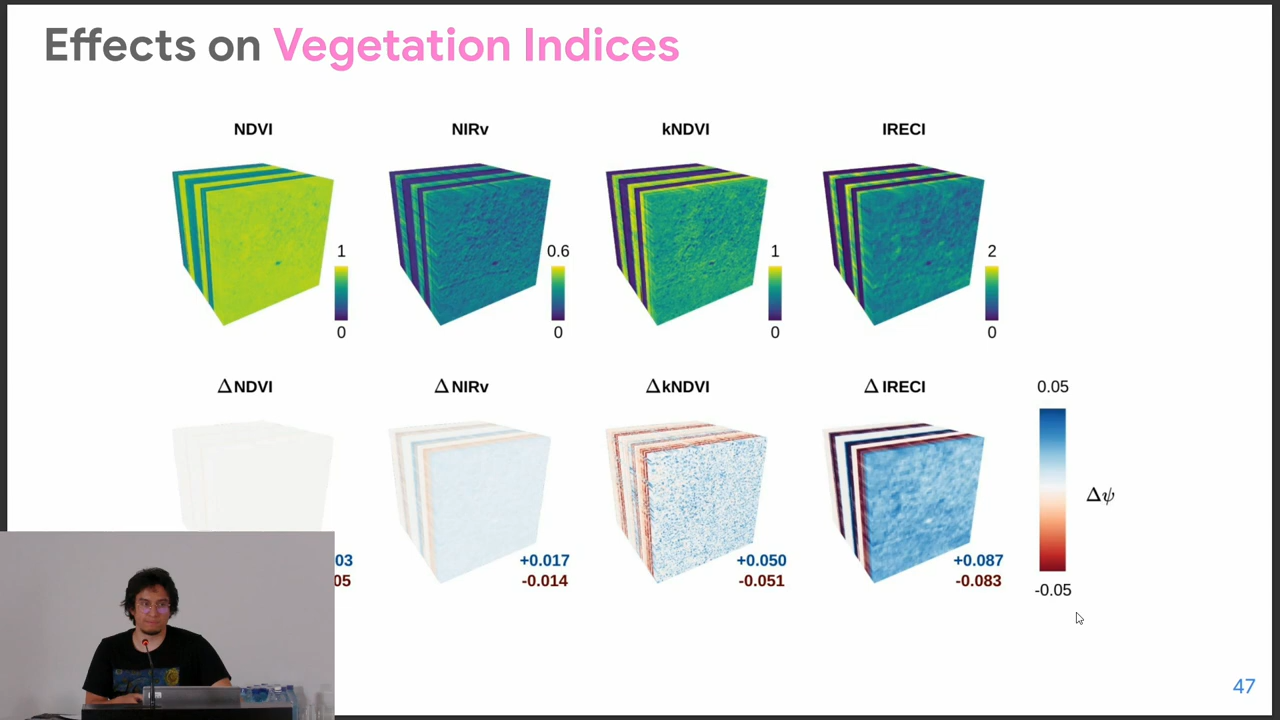 Effects on Vegetation Indices
NDVI
NIRv
kNDVI
IRECI
1
0
0.6
0
1
0
2
0
Δ NDVI
Δ NIRv
Δ kNDVI
Δ IRECI
0.05
Δψ
-0.05
03
05
+0.017
-0.014
+0.050
-0.051
+0.087
-0.083
47